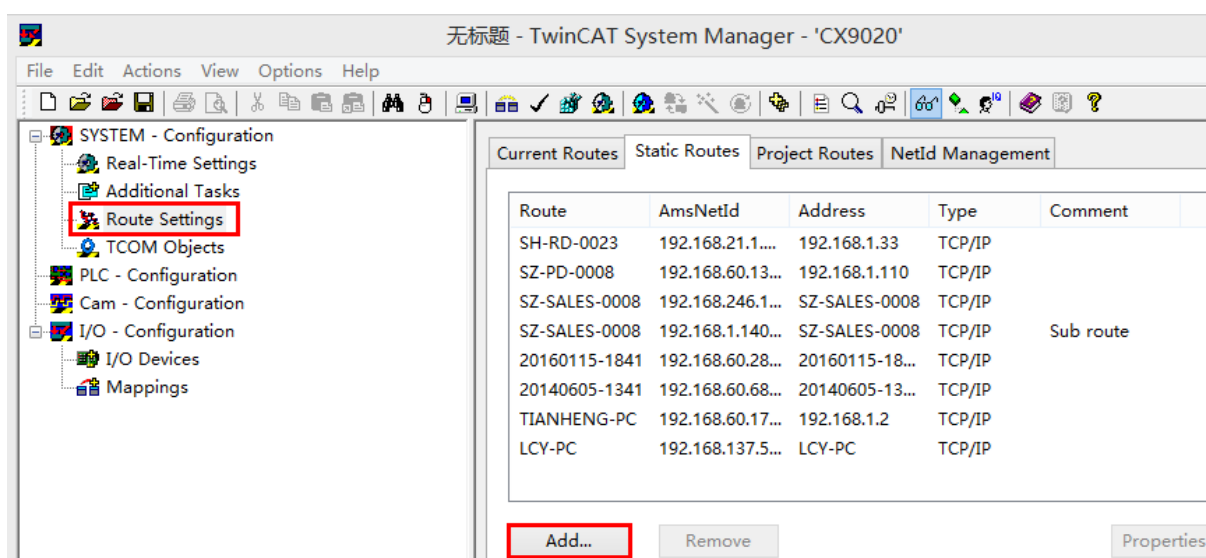 无标题 - TwinCAT System Manager - 'CX9020'
File Edit Actions View Options Help
SYSTEM - Configuration
Real-Time Settings
Additional Tasks
Route Settings
TCOM Objects
PLC - Configuration
Cam - Configuration
I/O - Configuration
I/O Devices
Mappings
Current Routes Static Routes Project Routes NetId Management
Route AmsNetId Address Type Comment
SH-RD-0023 192.168.21.1.... 192.168.1.33 TCP/IP
SZ-PD-0008 192.168.60.13... 192.168.1.110 TCP/IP
SZ-SALES-0008 192.168.246.1... SZ-SALES-0008 TCP/IP
SZ-SALES-0008 192.168.1.140... SZ-SALES-0008 TCP/IP Sub route
20160115-1841 192.168.60.28... 20160115-18... TCP/IP
20140605-1341 192.168.60.68... 20140605-13... TCP/IP
TIANHENG-PC 192.168.60.17... 192.168.1.2 TCP/IP
LCY-PC 192.168.137.5... LCY-PC TCP/IP
Add... Remove Properties